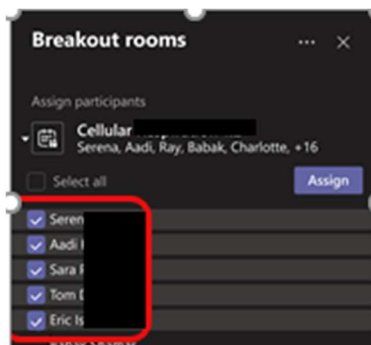 Breakout rooms
Assign participants
Cellular
Serena, Aadi, Ray, Babak, Charlotte, +16
Select all
Assign
Seren
Aadi
Sara
Tom
Eric Is